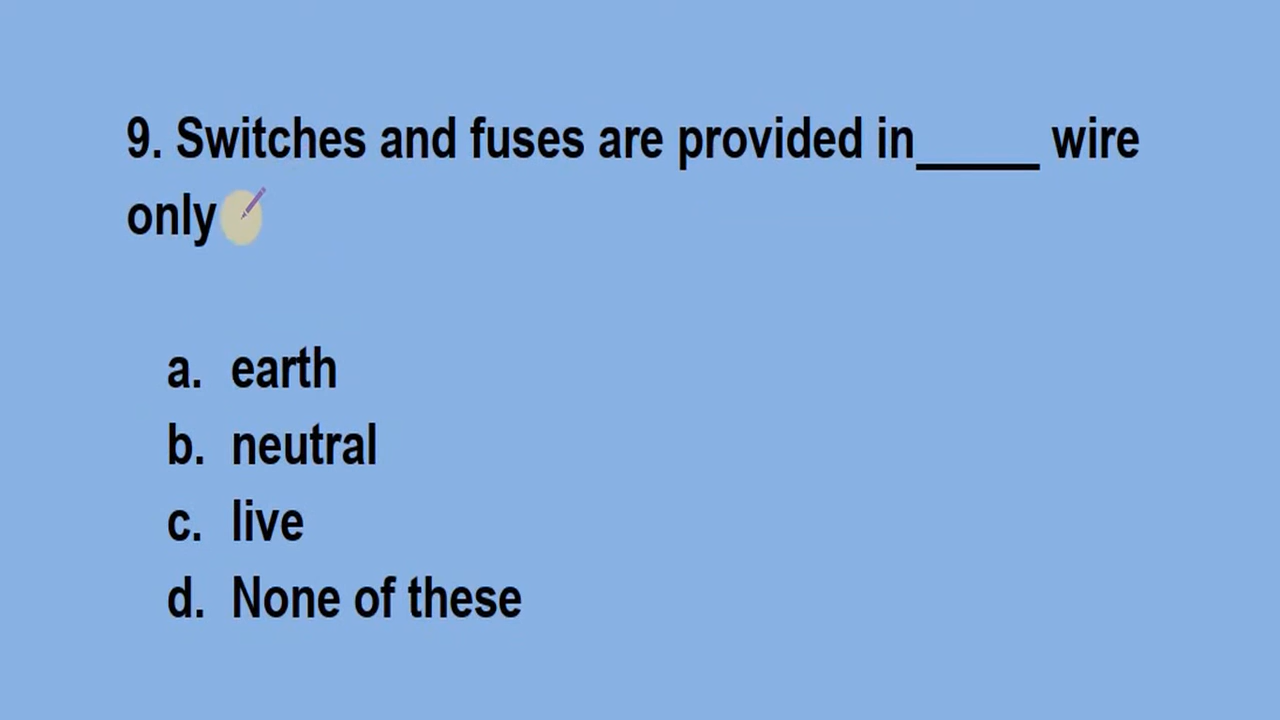 9. Switches and fuses are provided in_____ wire
only
a. earth
b. neutral
c. live
d. None of these